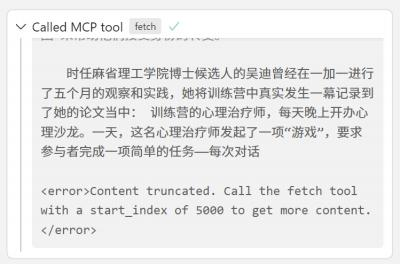 Called MCP tool fetch
时任麻省理工学院博士候选人的吴迪曾经在一加一进行
了五个月的观察和实践，她将训练营中真实发生一幕记录到
了她的论文当中： 训练营的心理治疗师，每天晚上开办心
理沙龙。一天，这名心理治疗师发起了一项“游戏”，要求
参与者完成一项简单的任务——每次对话
<error>Content truncated. Call the fetch tool
with a start_index of 5000 to get more content.
</error>